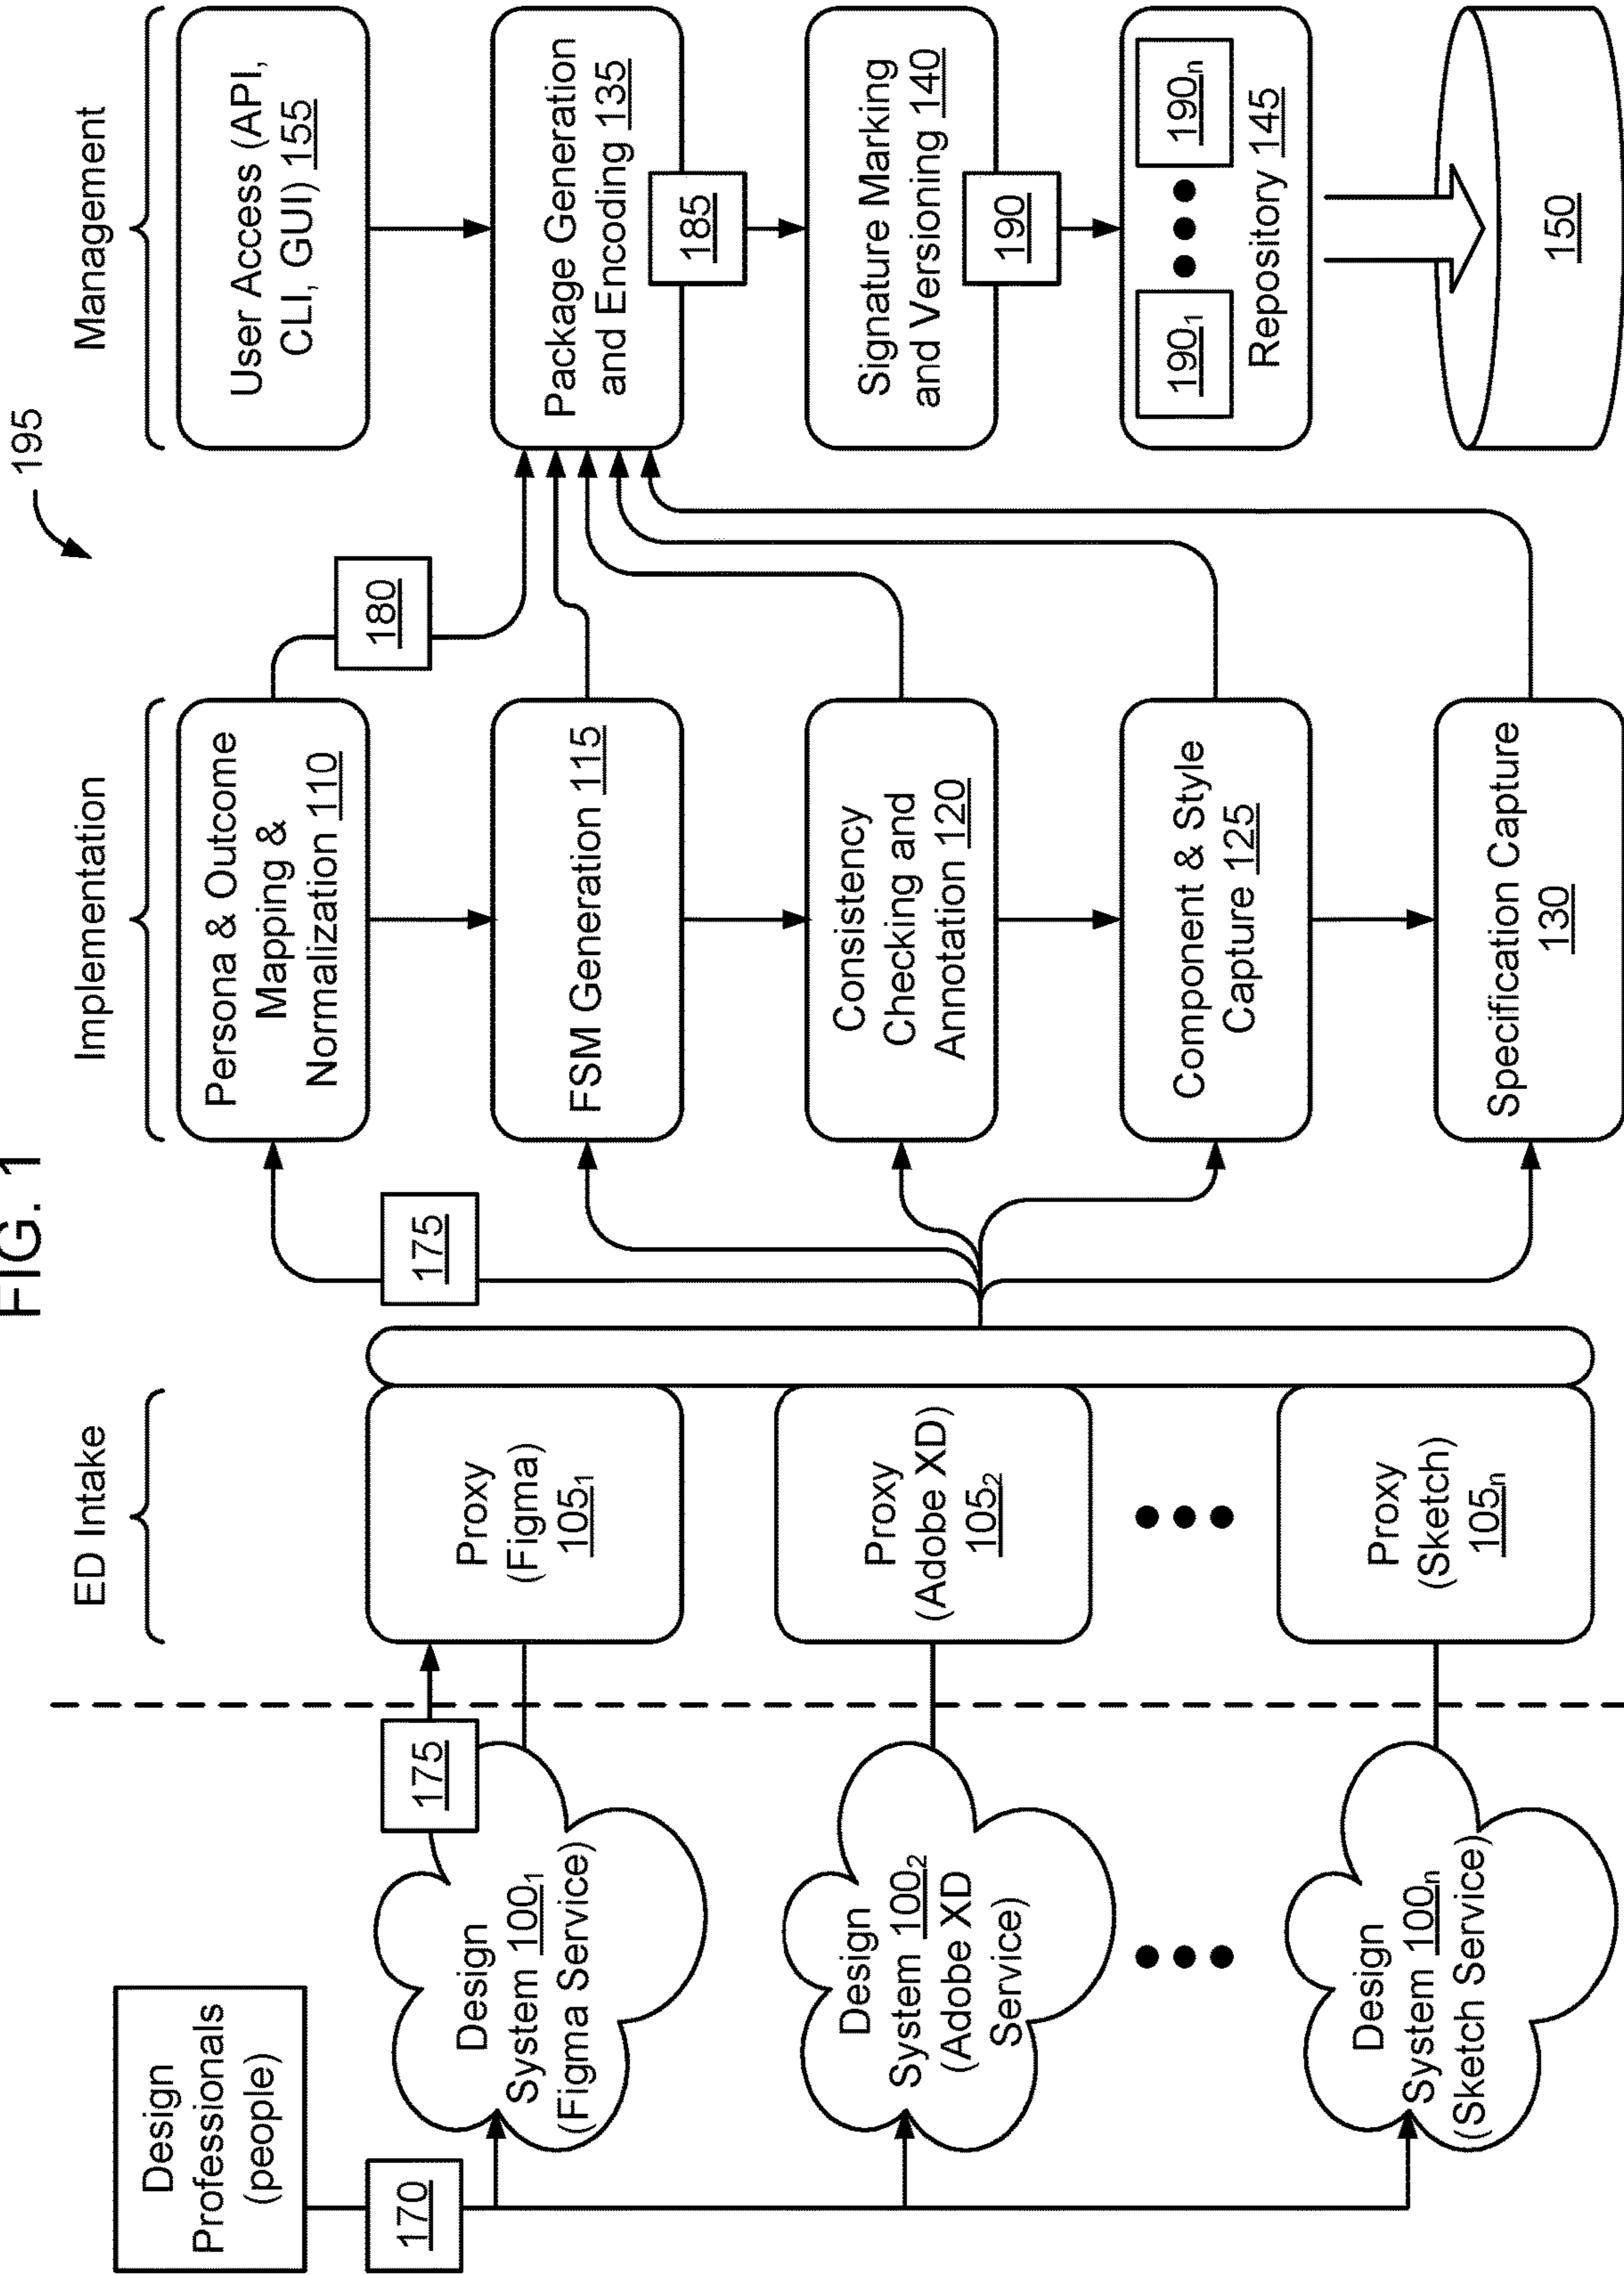 FIG. 1
195
Design
Professionals
(people)
170
Design
System 100₁
(Figma Service)
175
Design
System 100₂
(Adobe XD
Service)
Design
System 100ₙ
(Sketch Service)
ED Intake
Proxy
(Figma)
105₁
Proxy
(Adobe XD)
105₂
Proxy
(Sketch)
105ₙ
175
Implementation
Persona & Outcome
Mapping &
Normalization 110
FSM Generation 115
Consistency
Checking and
Annotation 120
Component & Style
Capture 125
Specification Capture
130
180
Management
User Access (API,
CLI, GUI) 155
Package Generation
and Encoding 135
185
Signature Marking
and Versioning 140
190
190₁
190ₙ
Repository 145
150